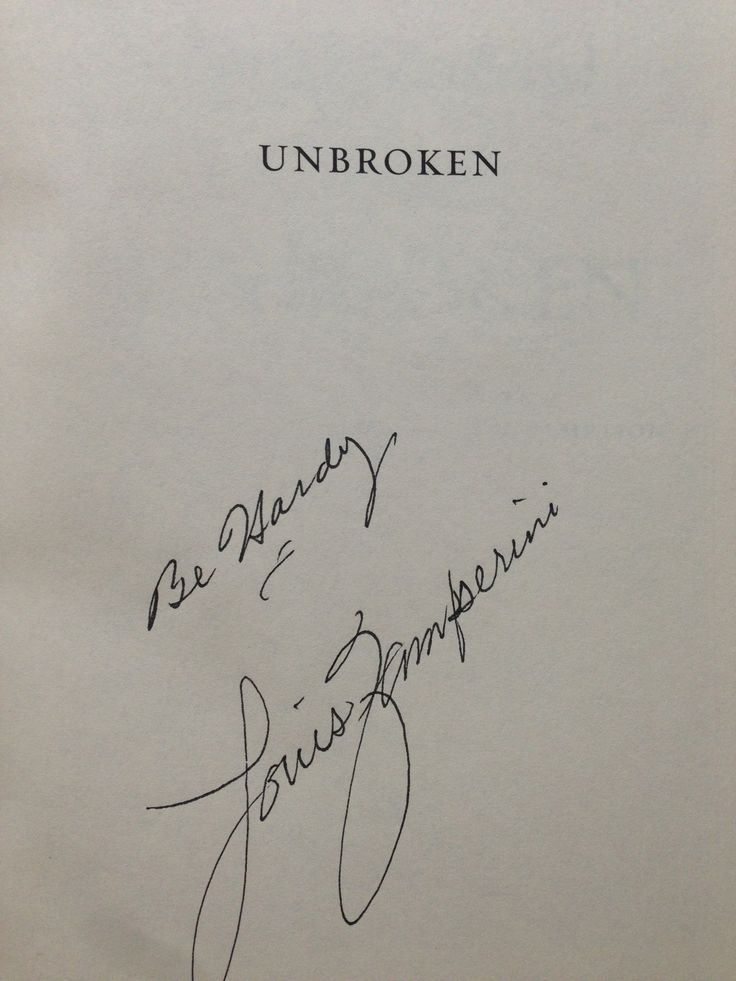 UNBROKEN
Be Hardy
Louis Zamperini